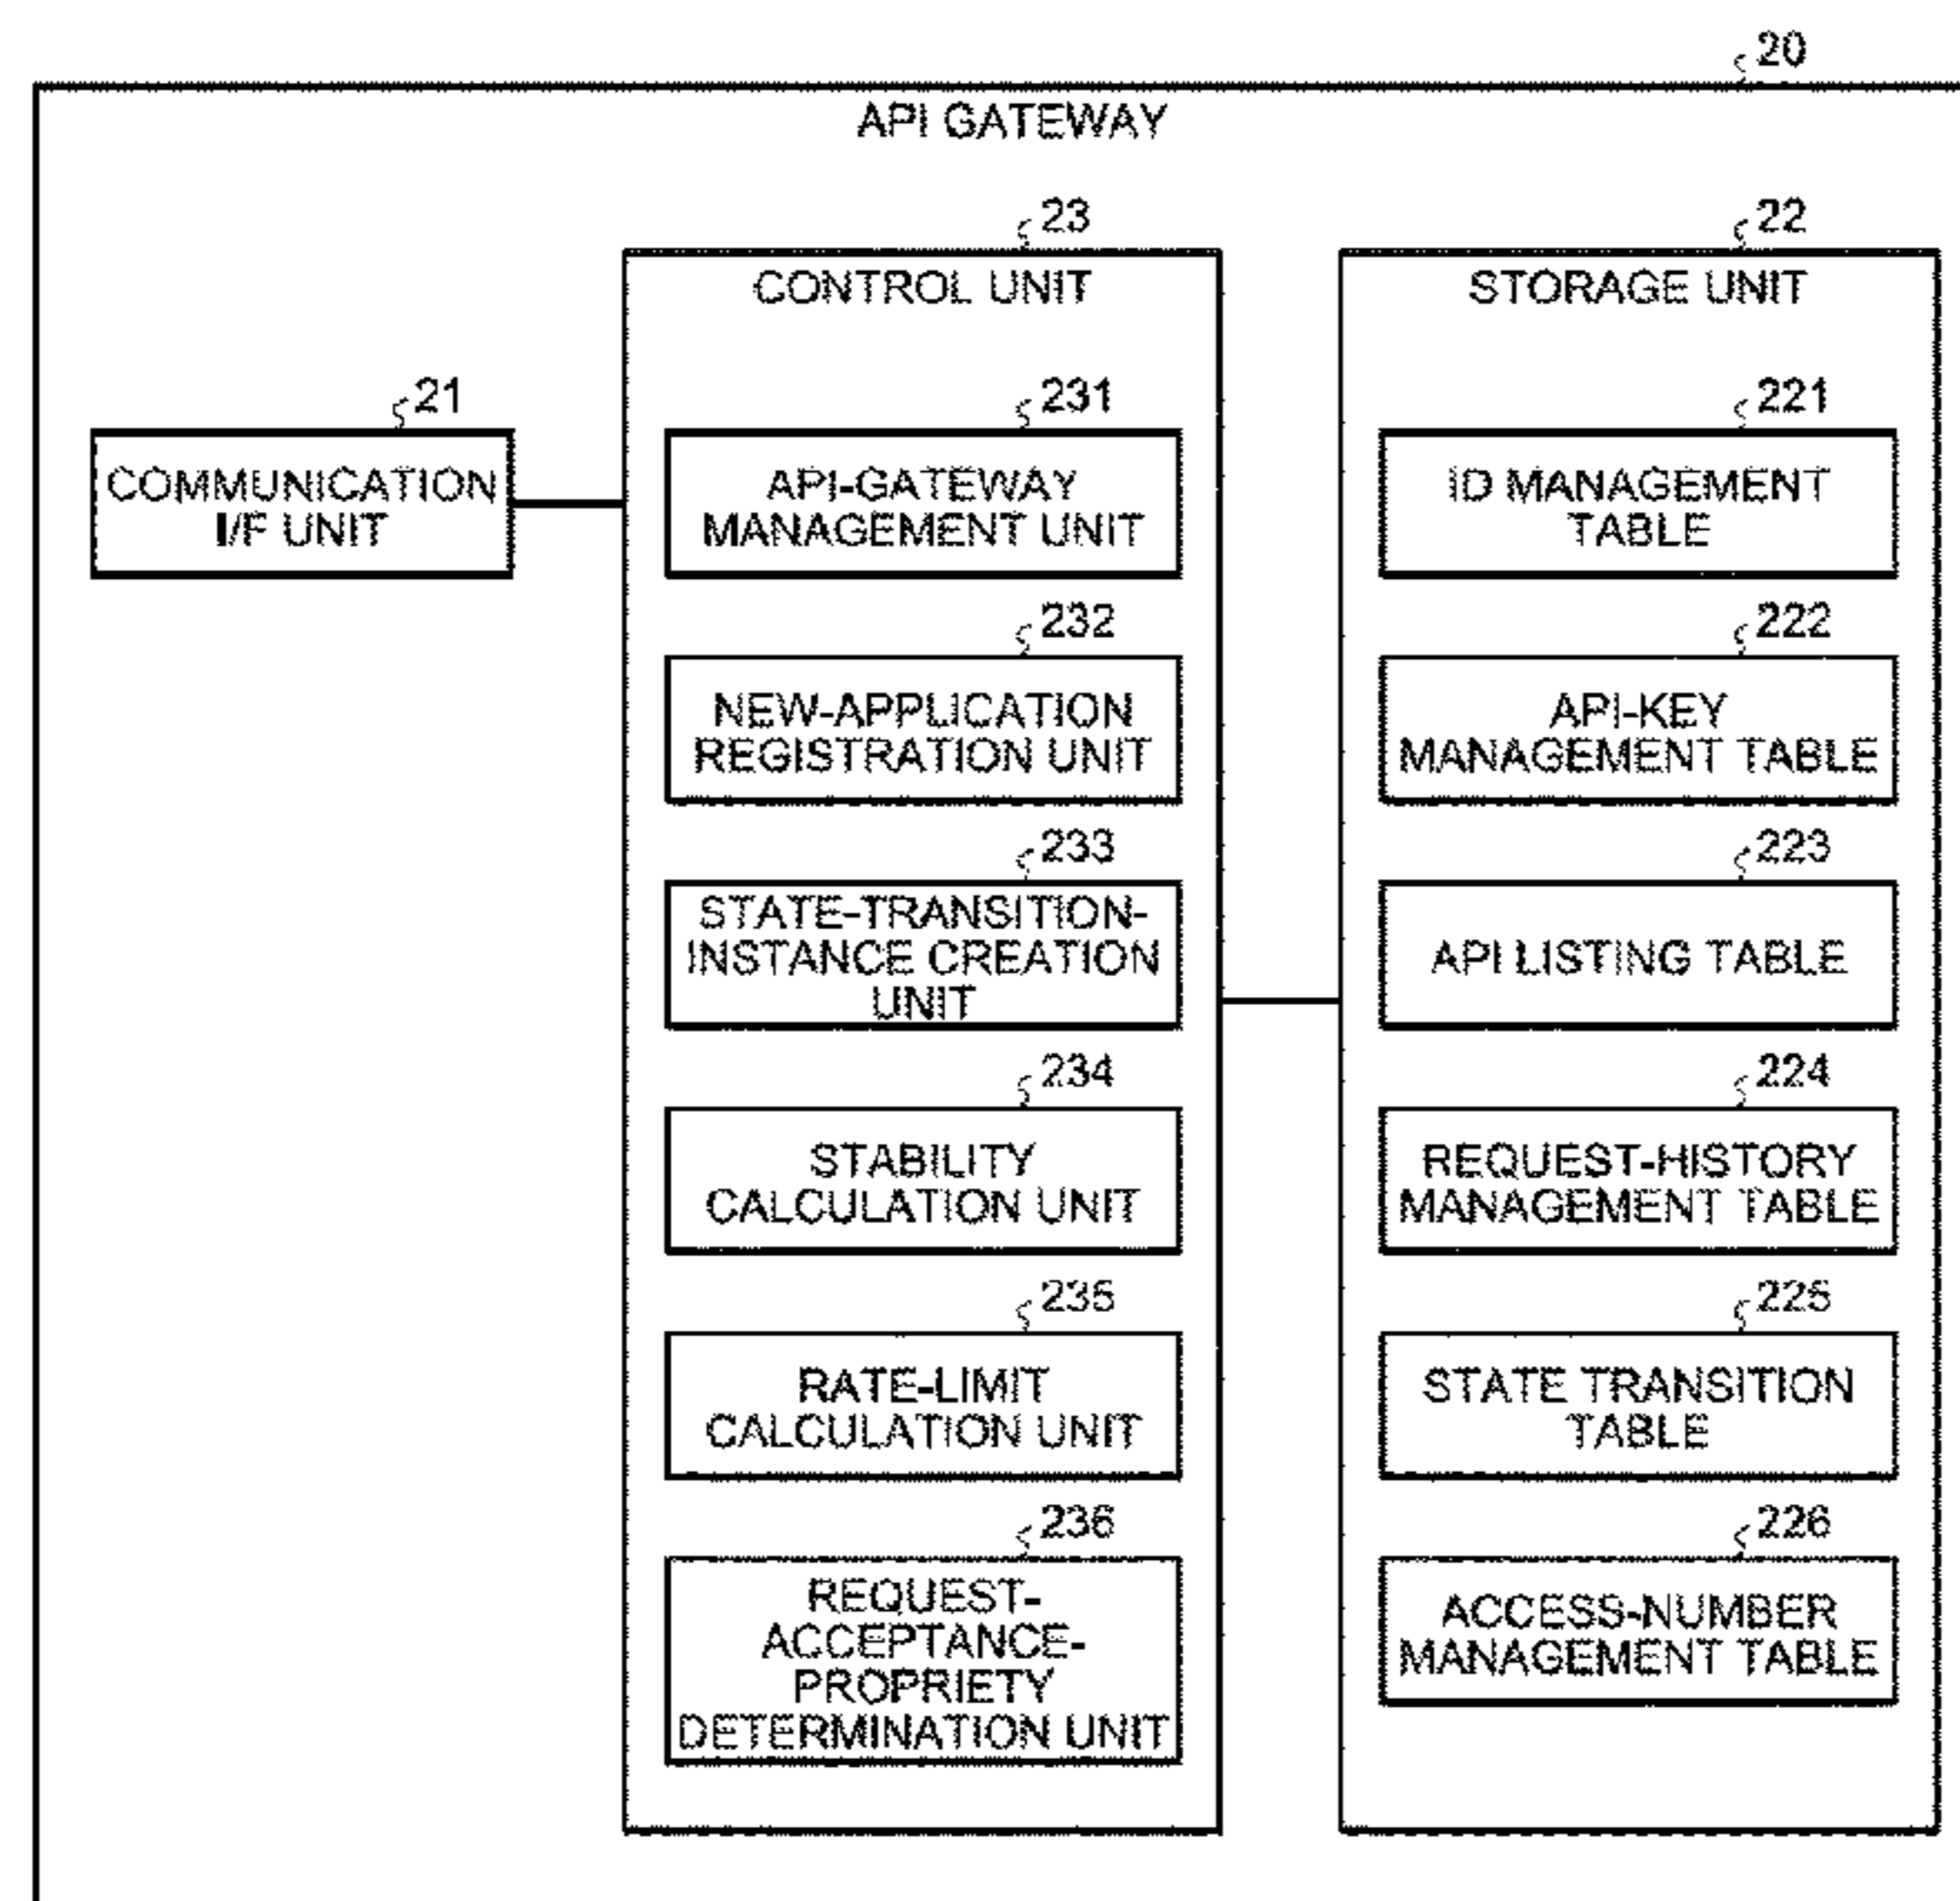 20
API GATEWAY
23
CONTROL UNIT
22
STORAGE UNIT
21
COMMUNICATION
I/F UNIT
231
API-GATEWAY
MANAGEMENT UNIT
232
NEW-APPLICATION
REGISTRATION UNIT
233
STATE-TRANSITION-
INSTANCE CREATION
UNIT
234
STABILITY
CALCULATION UNIT
235
RATE-LIMIT
CALCULATION UNIT
236
REQUEST-
ACCEPTANCE-
PROPRIETY
DETERMINATION UNIT
221
ID MANAGEMENT
TABLE
222
API-KEY
MANAGEMENT TABLE
223
API LISTING TABLE
224
REQUEST-HISTORY
MANAGEMENT TABLE
225
STATE TRANSITION
TABLE
226
ACCESS-NUMBER
MANAGEMENT TABLE